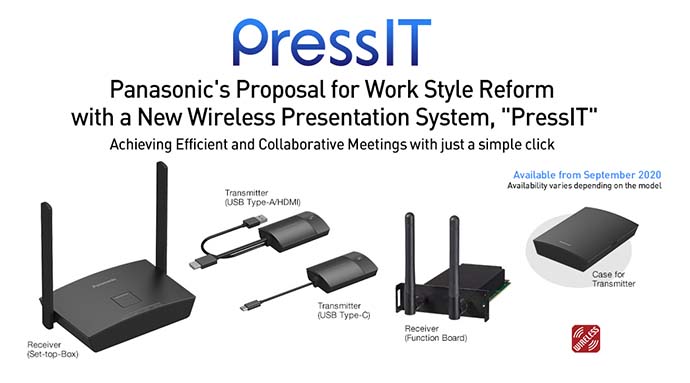 PressIT
Panasonic's Proposal for Work Style Reform
with a New Wireless Presentation System, "PressIT"
Achieving Efficient and Collaborative Meetings with just a simple click
Available from September 2020
Availability varies depending on the model
Transmitter
(USB Type-A/HDMI)
Panasonic
Transmitter
(USB Type-C)
Case for
Transmitter
Receiver
(Function Board)
Receiver
(Set-top-Box)
WIRELESS